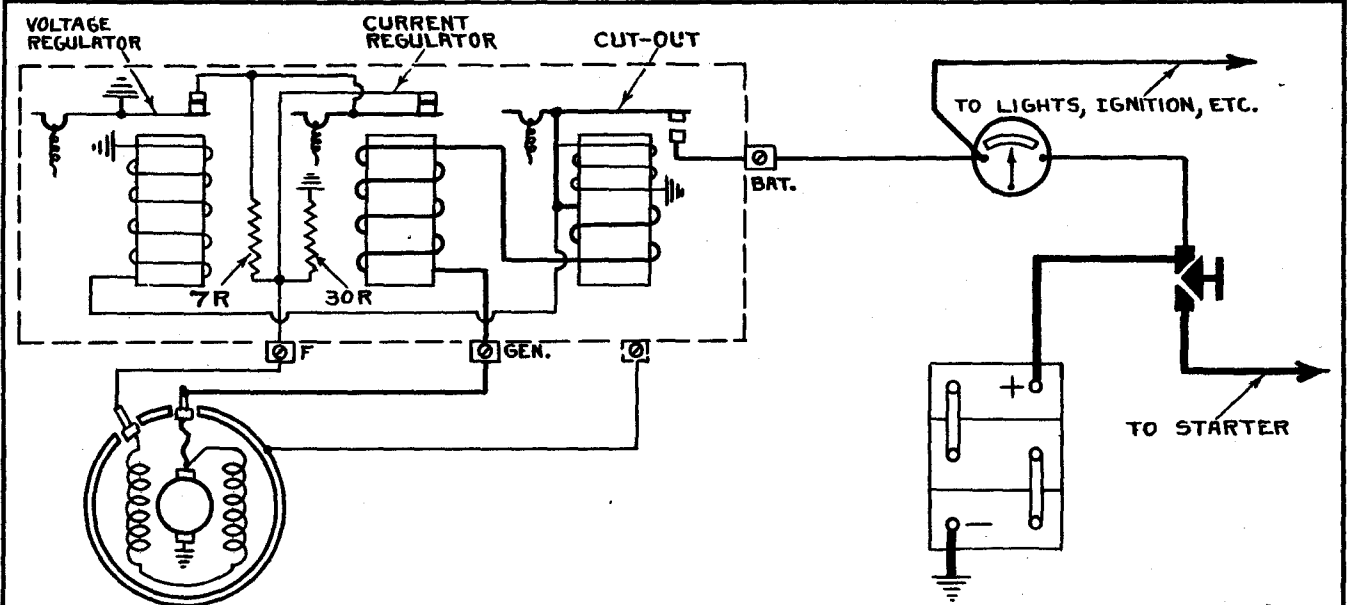 VOLTAGE
REGULATOR
CURRENT
REGULATOR
CUT-OUT
TO LIGHTS, IGNITION, ETC.
BAT.
7R
30R
F
GEN.
+
TO STARTER
−